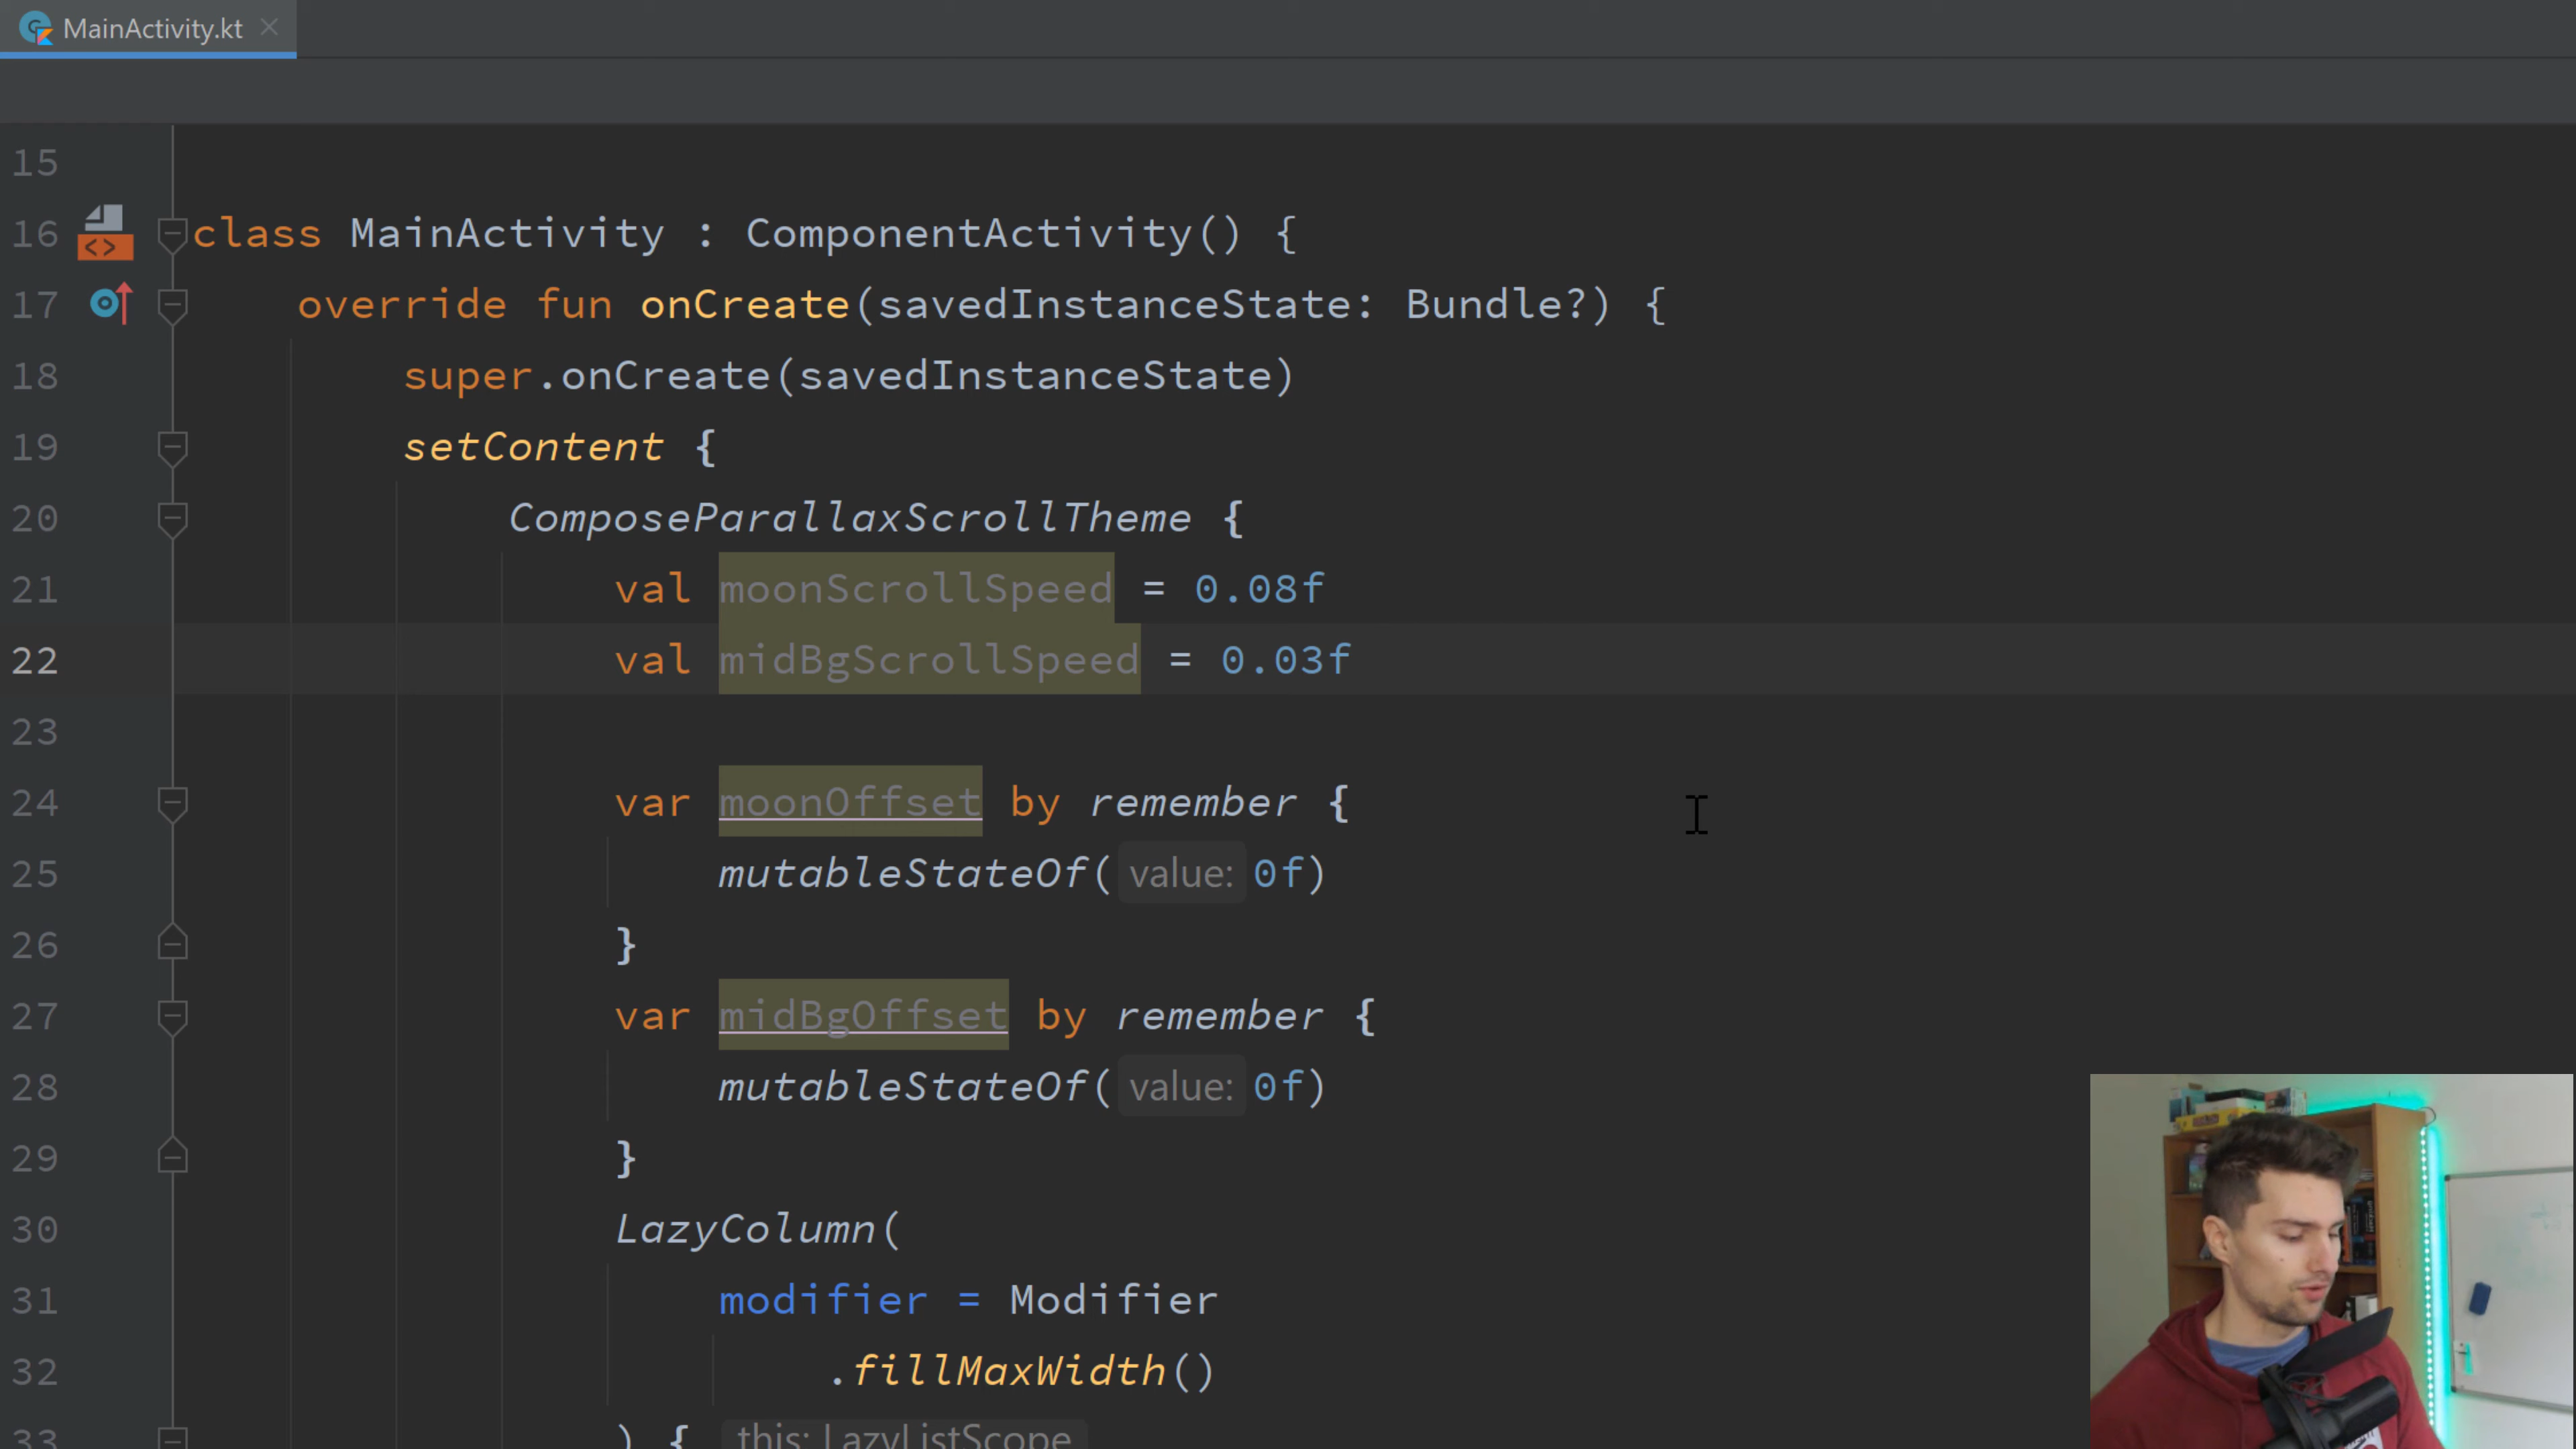 MainActivity.kt
15
16 class MainActivity : ComponentActivity() {
17 override fun onCreate(savedInstanceState: Bundle?) {
18 super.onCreate(savedInstanceState)
19 setContent {
20 ComposeParallaxScrollTheme {
21 val moonScrollSpeed = 0.08f
22 val midBgScrollSpeed = 0.03f
23
24 var moonOffset by remember {
25 mutableStateOf( value: 0f)
26 }
27 var midBgOffset by remember {
28 mutableStateOf( value: 0f)
29 }
30 LazyColumn(
31 modifier = Modifier
32 .fillMaxWidth()
33 ) { this: LazyListScope